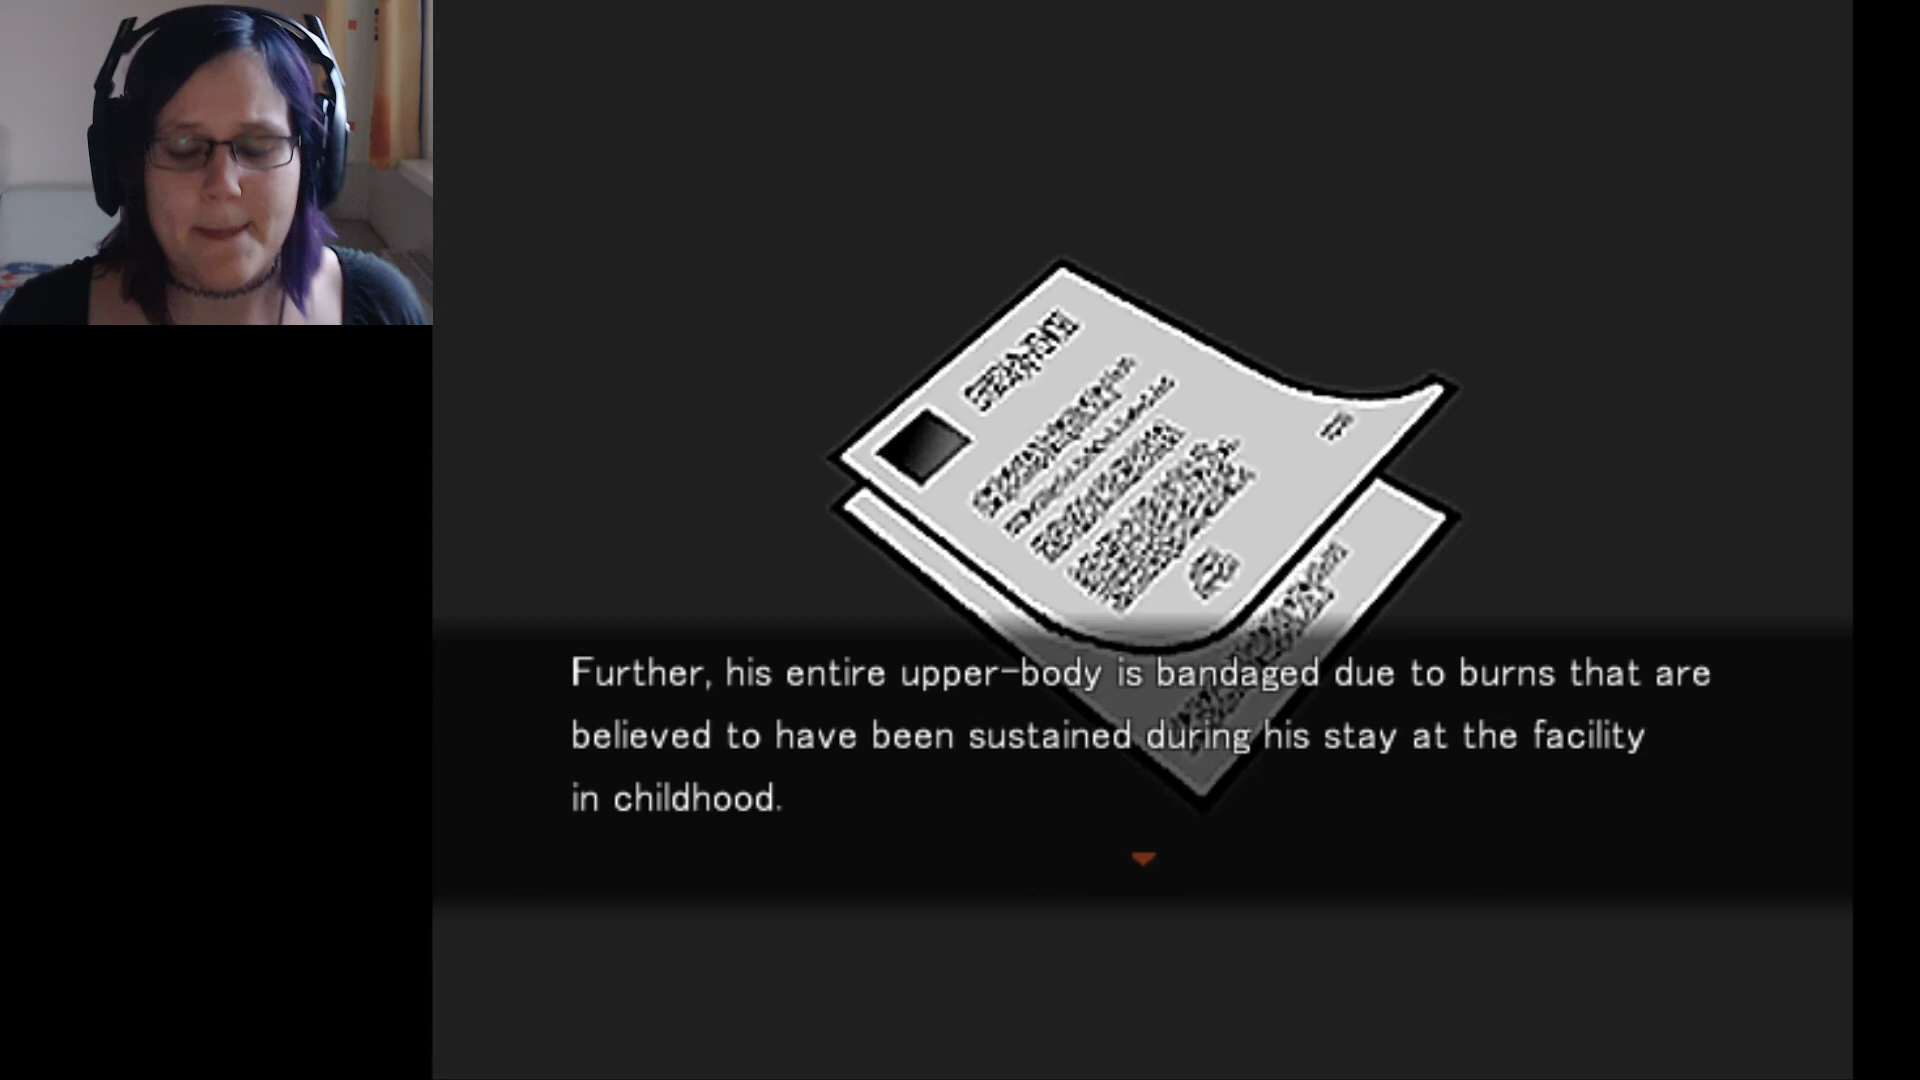 Further, his entire upper-body is bandaged due to burns that are
believed to have been sustained during his stay at the facility
in childhood.